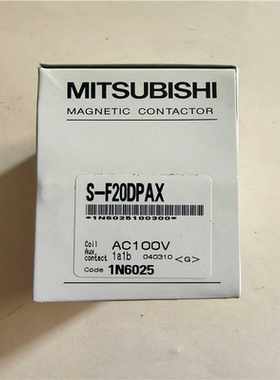 MITSUBISHI
MAGNETIC CONTACTOR
S-F20DPAX
*1N6025100300*
Coil AC100V
Aux. contact 1a1b 040310 <G>
Code 1N6025